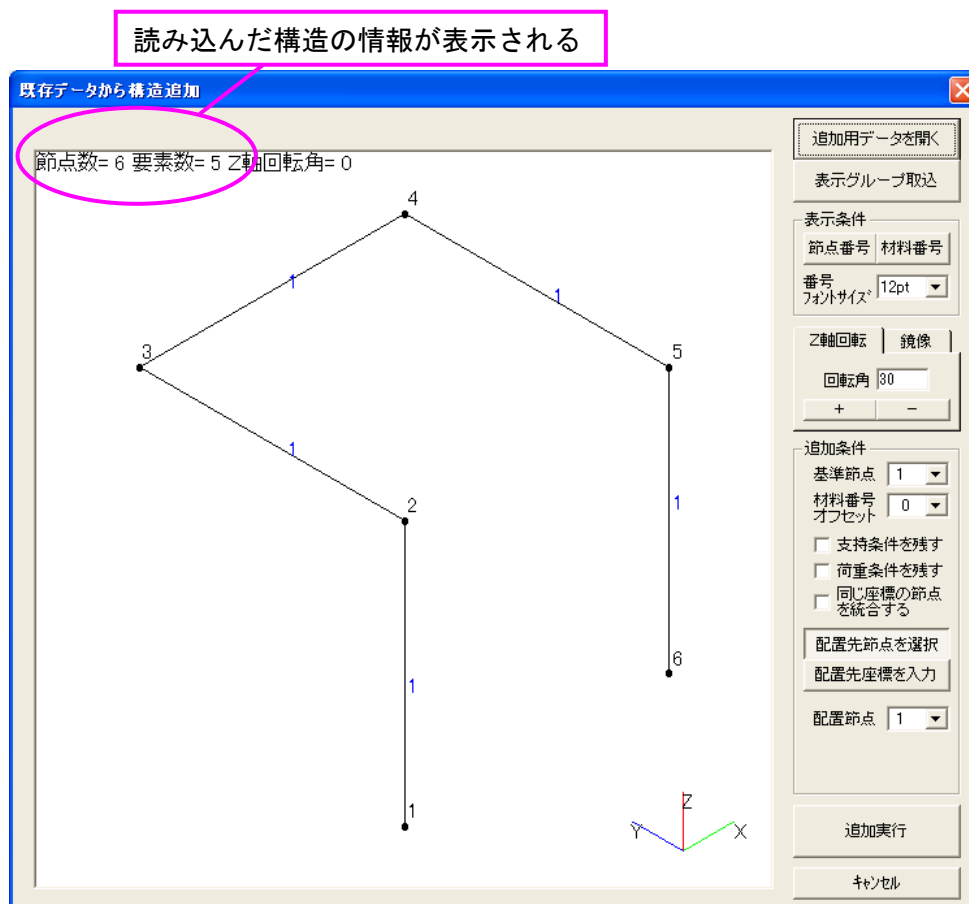 読み込んだ構造の情報が表示される
既存データから構造追加
節点数= 6 要素数= 5 Z軸回転角= 0
4
1
1
3
5
1
2
1
6
1
1
Z
Y
X
追加用データを開く
表示グループ取込
表示条件
節点番号 材料番号
番号
フォントサイズ 12pt
Z軸回転 鏡像
回転角 30
+ -
追加条件
基準節点 1
材料番号
オフセット 0
支持条件を残す
荷重条件を残す
同じ座標の節点
を統合する
配置先節点を選択
配置先座標を入力
配置節点 1
追加実行
キャンセル